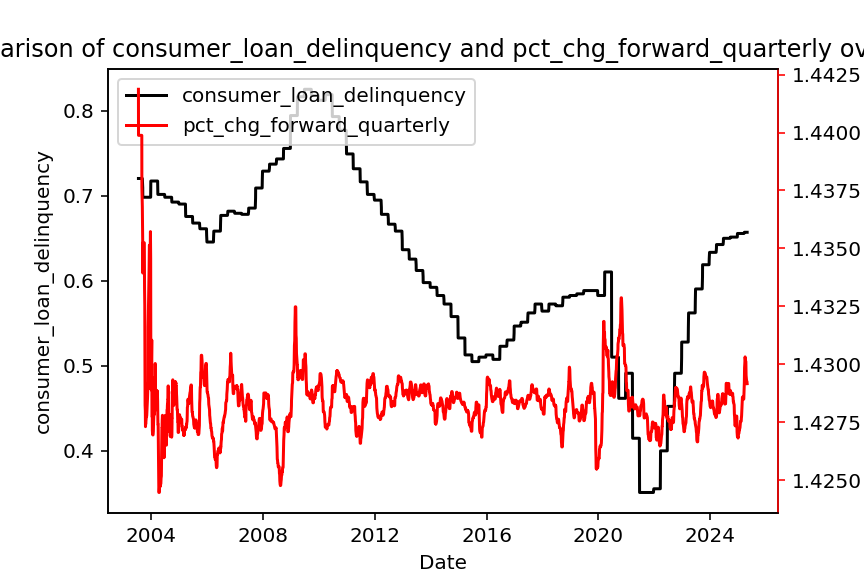 arison of consumer_loan_delinquency and pct_chg_forward_quarterly ov
consumer_loan_delinquency
pct_chg_forward_quarterly
consumer_loan_delinquency
0.8
0.7
0.6
0.5
0.4
1.4425
1.4400
1.4375
1.4350
1.4325
1.4300
1.4275
1.4250
2004 2008 2012 2016 2020 2024
Date